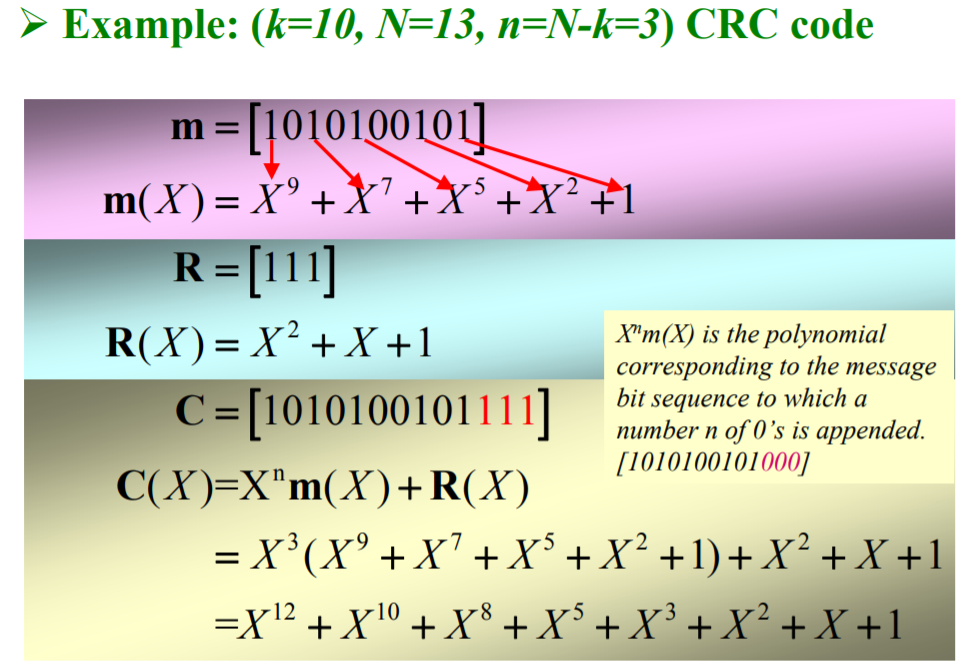 ➢ Example: (k=10, N=13, n=N-k=3) CRC code
m = [1010100101]
m(X) = X⁹ + X⁷ + X⁵ + X² + 1
R = [111]
R(X) = X² + X + 1
Xⁿm(X) is the polynomial
corresponding to the message
bit sequence to which a
number n of 0’s is appended.
[1010100101000]
C = [1010100101111]
C(X)=Xⁿm(X) + R(X)
= X³(X⁹ + X⁷ + X⁵ + X² + 1) + X² + X + 1
=X¹² + X¹⁰ + X⁸ + X⁵ + X³ + X² + X + 1